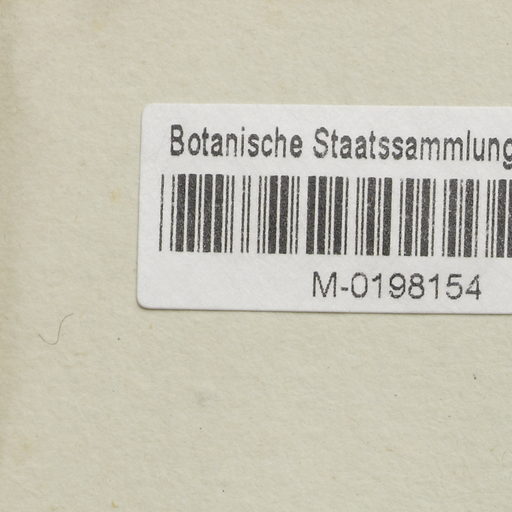 Botanische Staatssammlung
M-0198154